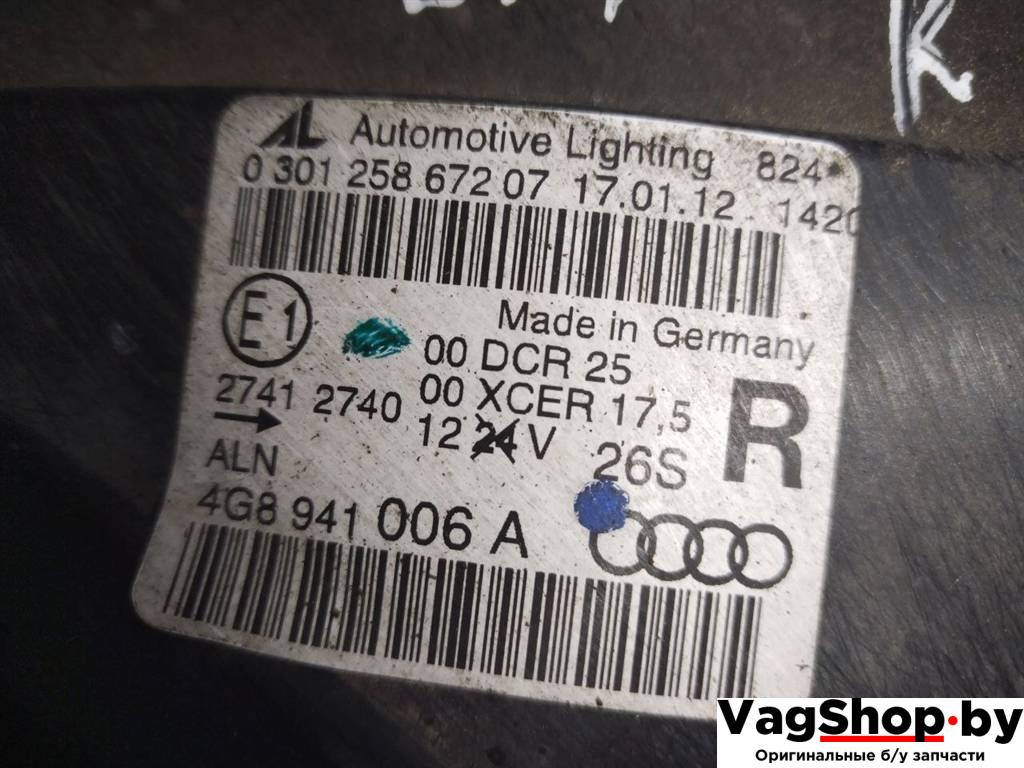 K
AL Automotive Lighting 824
0 301 258 672 07 17.01.12 1420
E1
Made in Germany
00 DCR 25
00 XCER 17,5
2741 2740
12 24 V
26S
R
ALN
4G8 941 006 A
VagShop.by
Оригинальные б/у запчасти